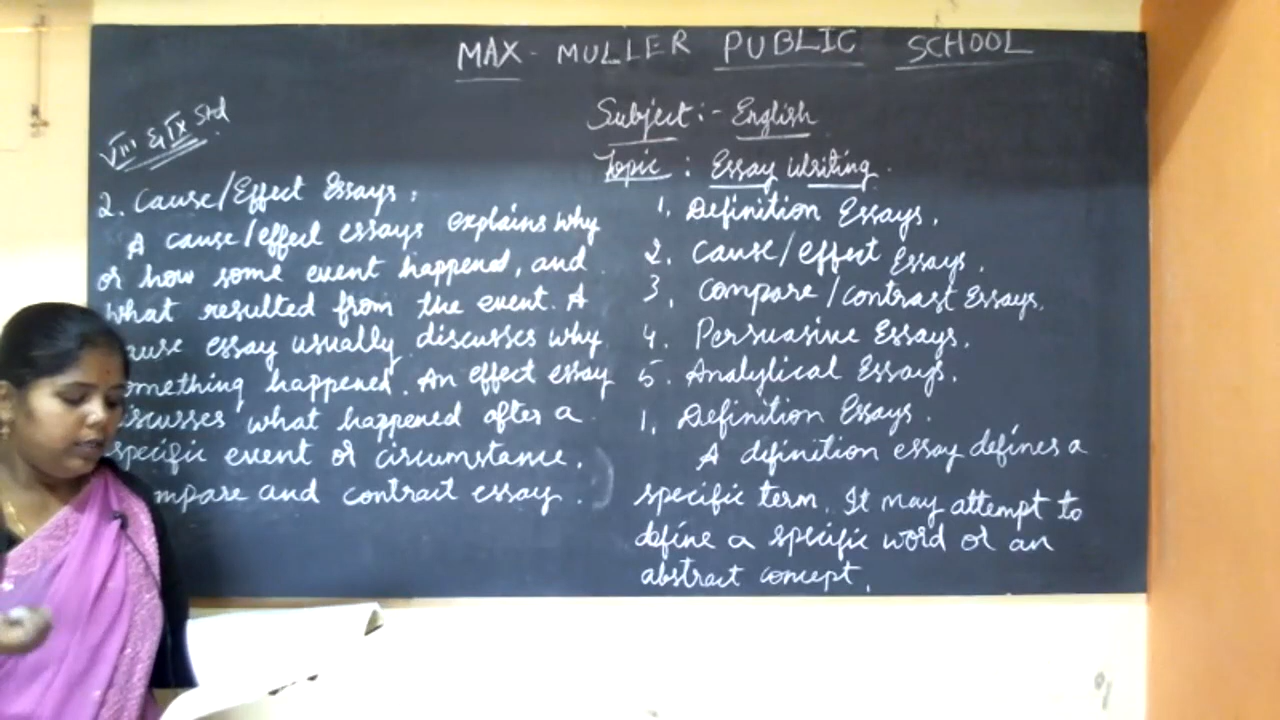 MAX - MULLER PUBLIC SCHOOL
VIII & IX Std
Subject :- English
Topic : Essay Writing.
1. Definition Essays.
2. Cause/effect Essays.
3. Compare/contrast Essays.
4. Persuasive Essays.
5. Analytical Essays.
1. Definition Essays.
A definition essay defines a
specific term. It may attempt to
define a specific word or an
abstract concept.
2. Cause/Effect Essays :
A cause/effect essays explains why
or how some event happened, and
what resulted from the event. A
ause essay usually discusses why
omething happened. An effect essay
iscusses what happened after a
specific event or circumstance.
mpare and contrast essay.